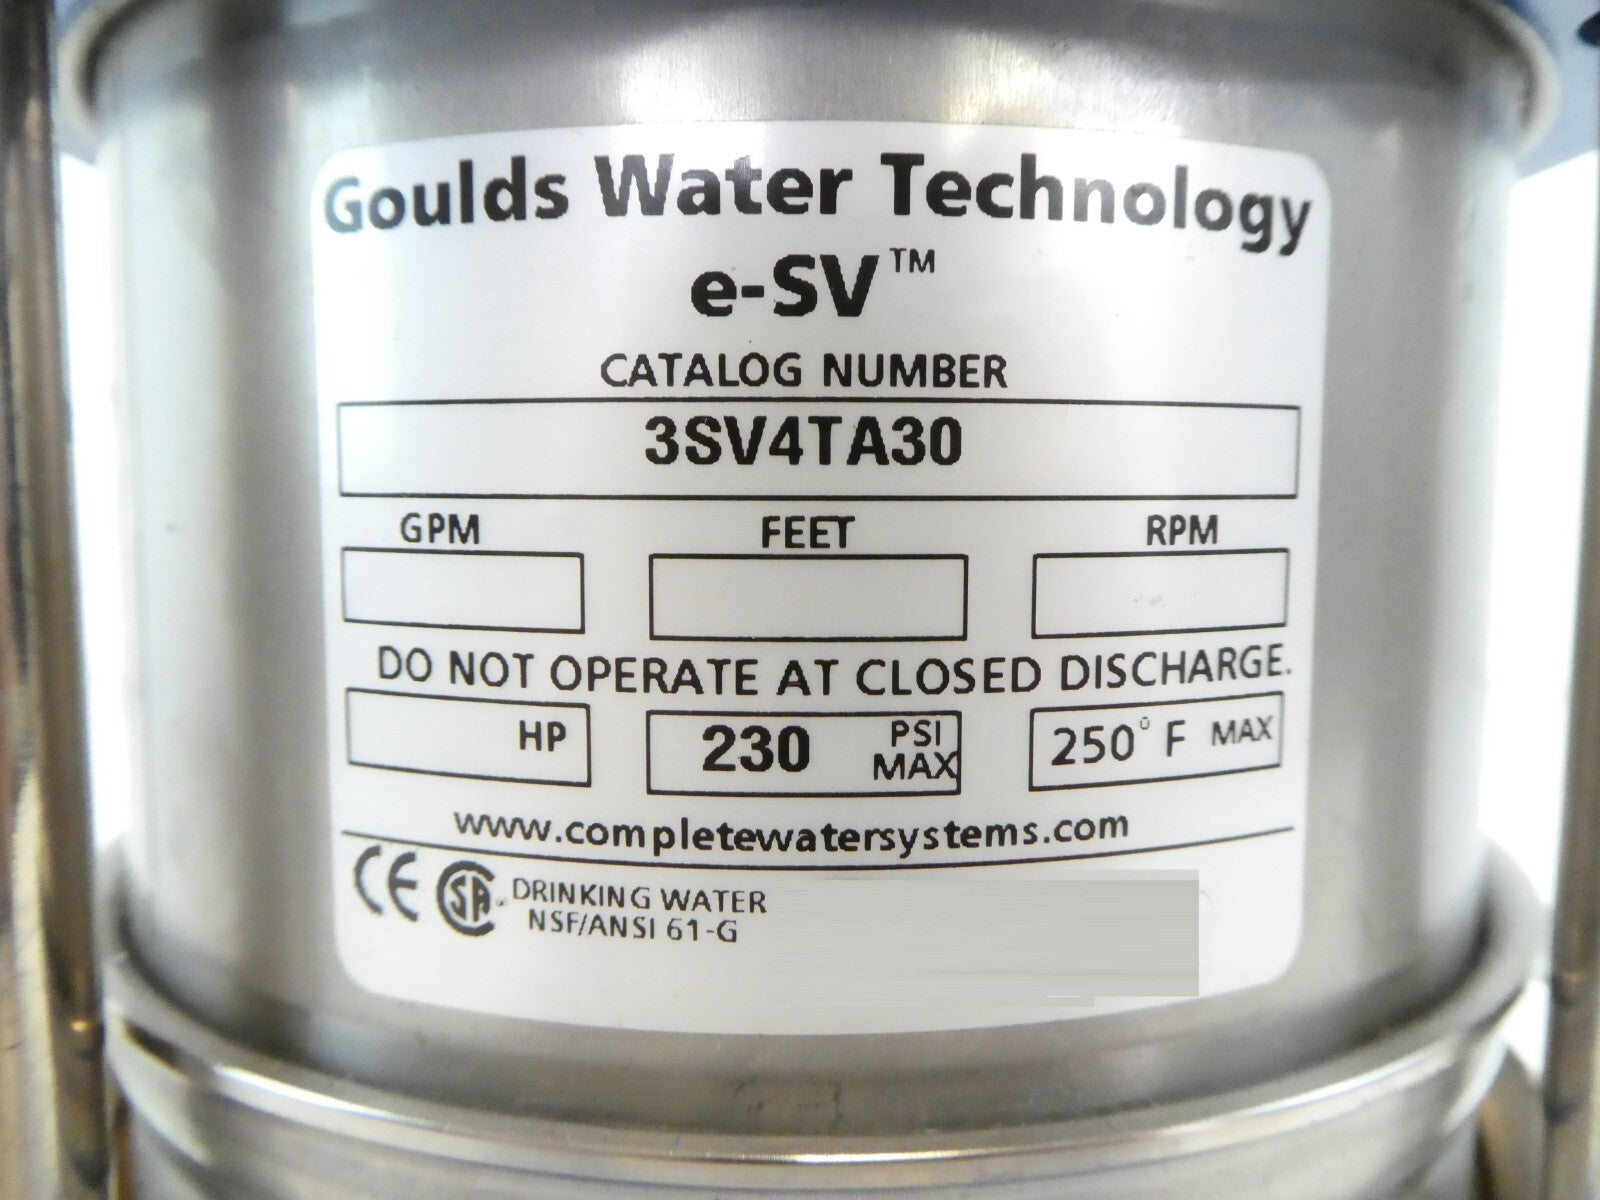 Goulds Water Technology
e-SV™
CATALOG NUMBER
3SV4TA30
GPM FEET RPM
DO NOT OPERATE AT CLOSED DISCHARGE.
HP 230 PSI MAX 250° F MAX
www.completewatersystems.com
CE SA DRINKING WATER
NSF/ANSI 61-G